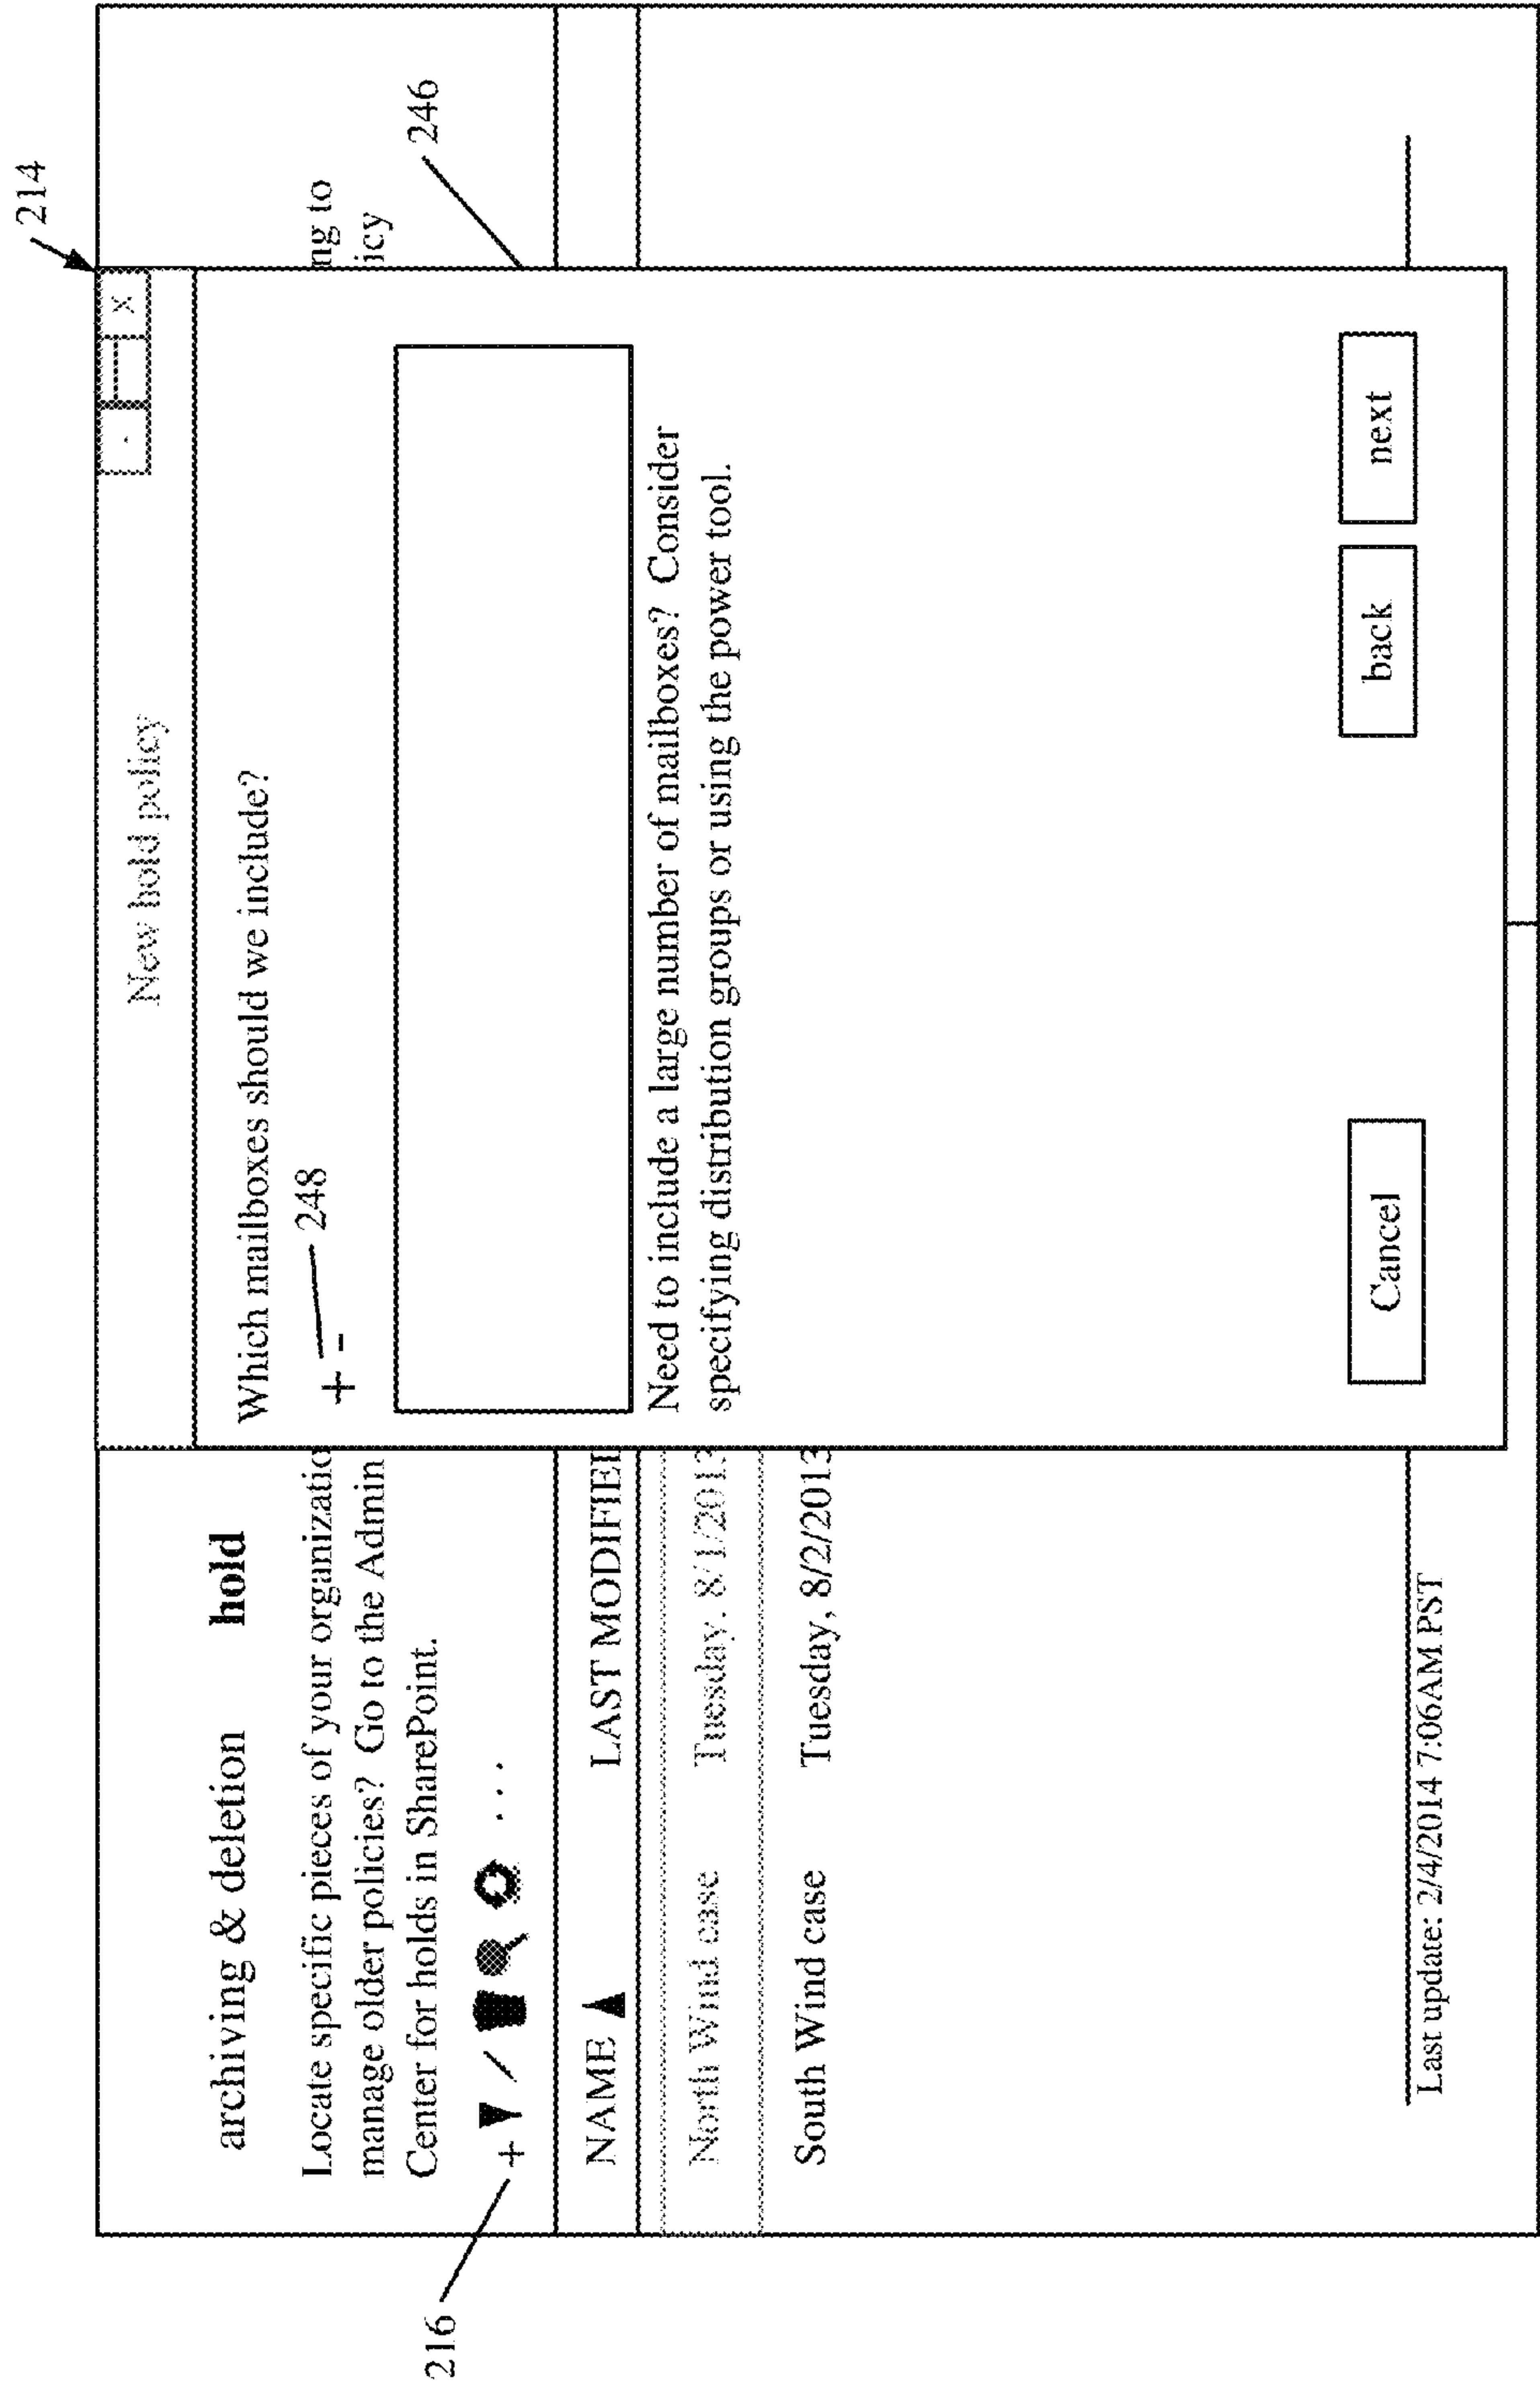 214
New hold policy
- X
archiving & deletion hold
Locate specific pieces of your organizatio
manage older policies? Go to the Admin
Center for holds in SharePoint.
ng to
icy
216
+ / ...
NAME LAST MODIFIE
North Wind case Tuesday, 8/1/2013
South Wind case Tuesday, 8/2/2013
Last update: 2/4/2014 7:06AM PST
Which mailboxes should we include?
+ - 248
246
Need to include a large number of mailboxes? Consider
specifying distribution groups or using the power tool.
Cancel
back
next